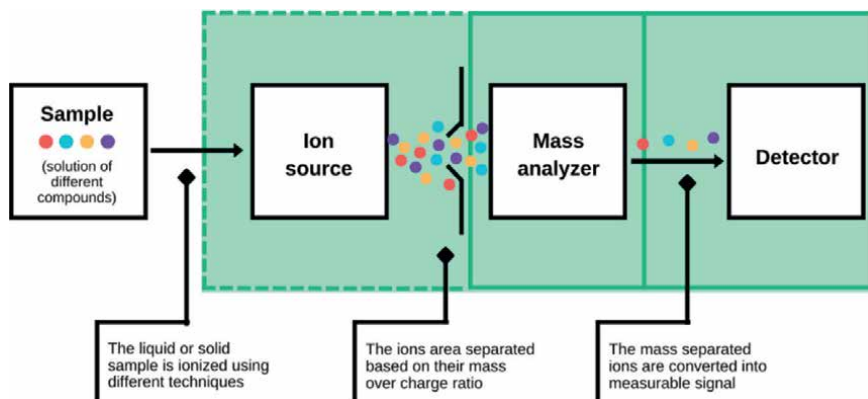 Sample
(solution of
different
compounds)
Ion
source
Mass
analyzer
Detector
The liquid or solid
sample is ionized using
different techniques
The ions area separated
based on their mass
over charge ratio
The mass separated
ions are converted into
measurable signal